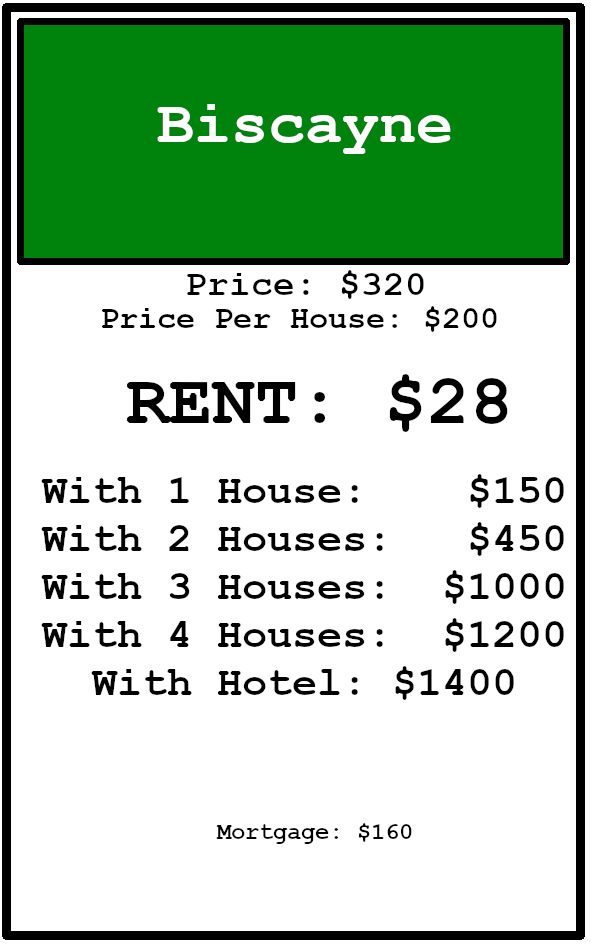 Biscayne
Price: $320
Price Per House: $200
RENT: $28
With 1 House: $150
With 2 Houses: $450
With 3 Houses: $1000
With 4 Houses: $1200
With Hotel: $1400
Mortgage: $160